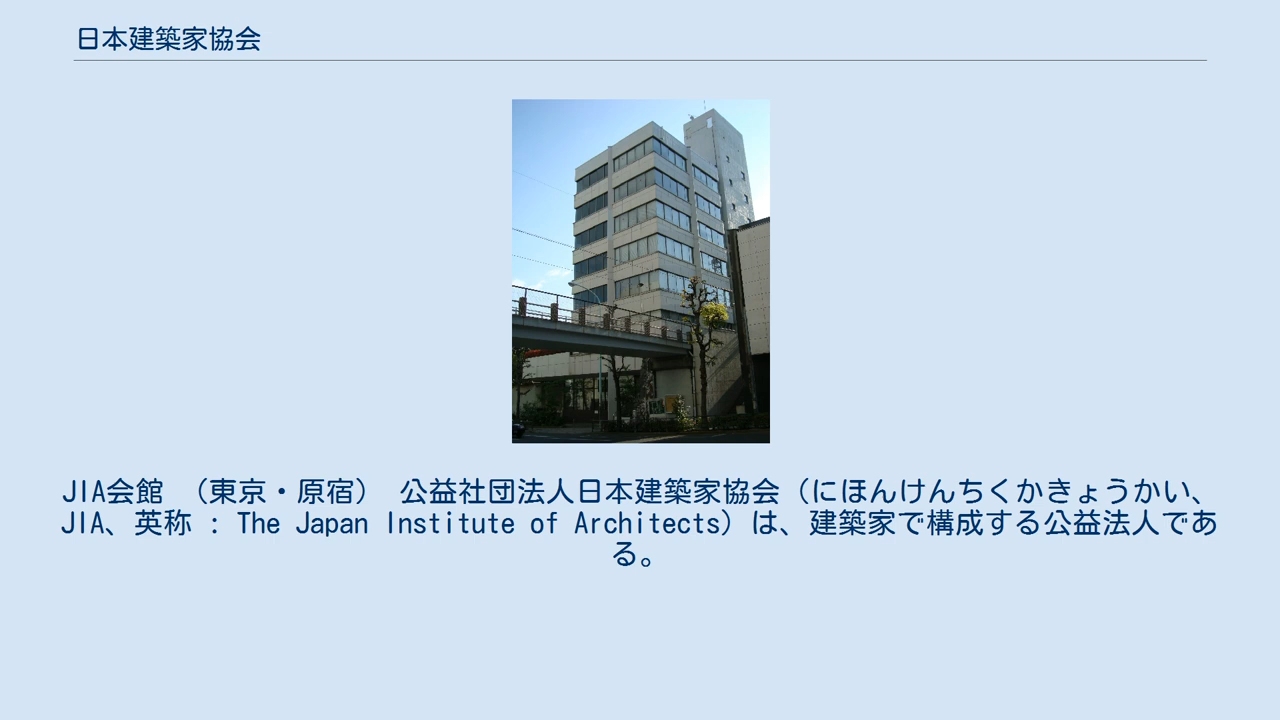 日本建築家協会
JIA会館 （東京・原宿） 公益社団法人日本建築家協会（にほんけんちくかきょうかい、
JIA、英称 : The Japan Institute of Architects）は、建築家で構成する公益法人であ
る。